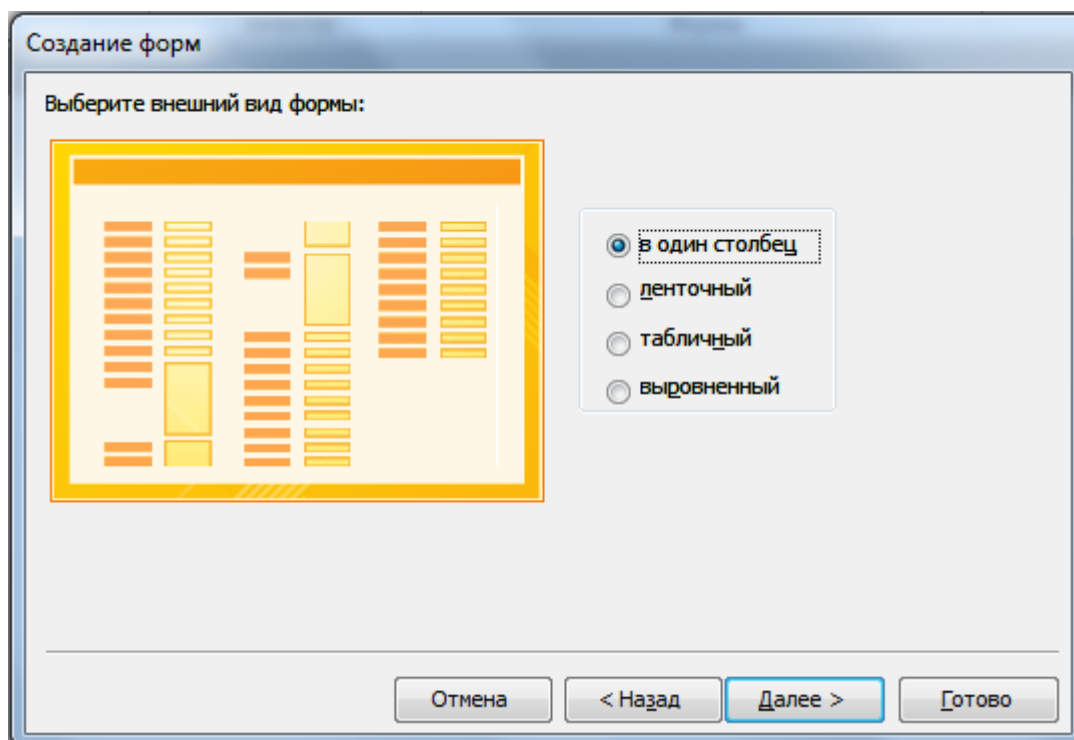 Создание форм
Выберите внешний вид формы:
в один столбец
ленточный
табличный
выровненный
Отмена
< Назад
Далее >
Готово